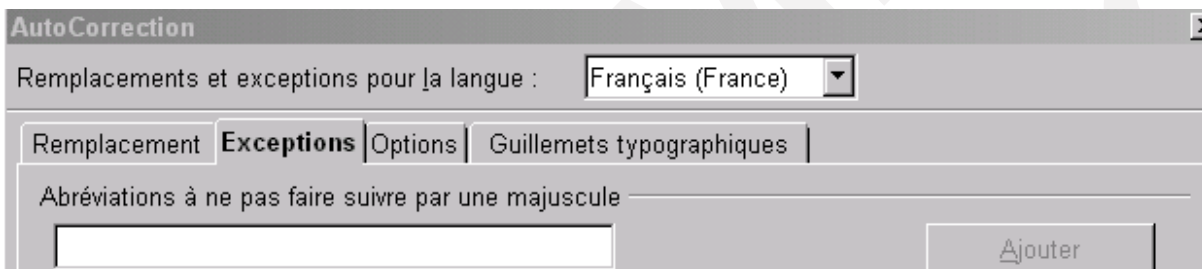 AutoCorrection
Remplacements et exceptions pour la langue : Français (France)
Remplacement Exceptions Options Guillemets typographiques
Abréviations à ne pas faire suivre par une majuscule
Ajouter